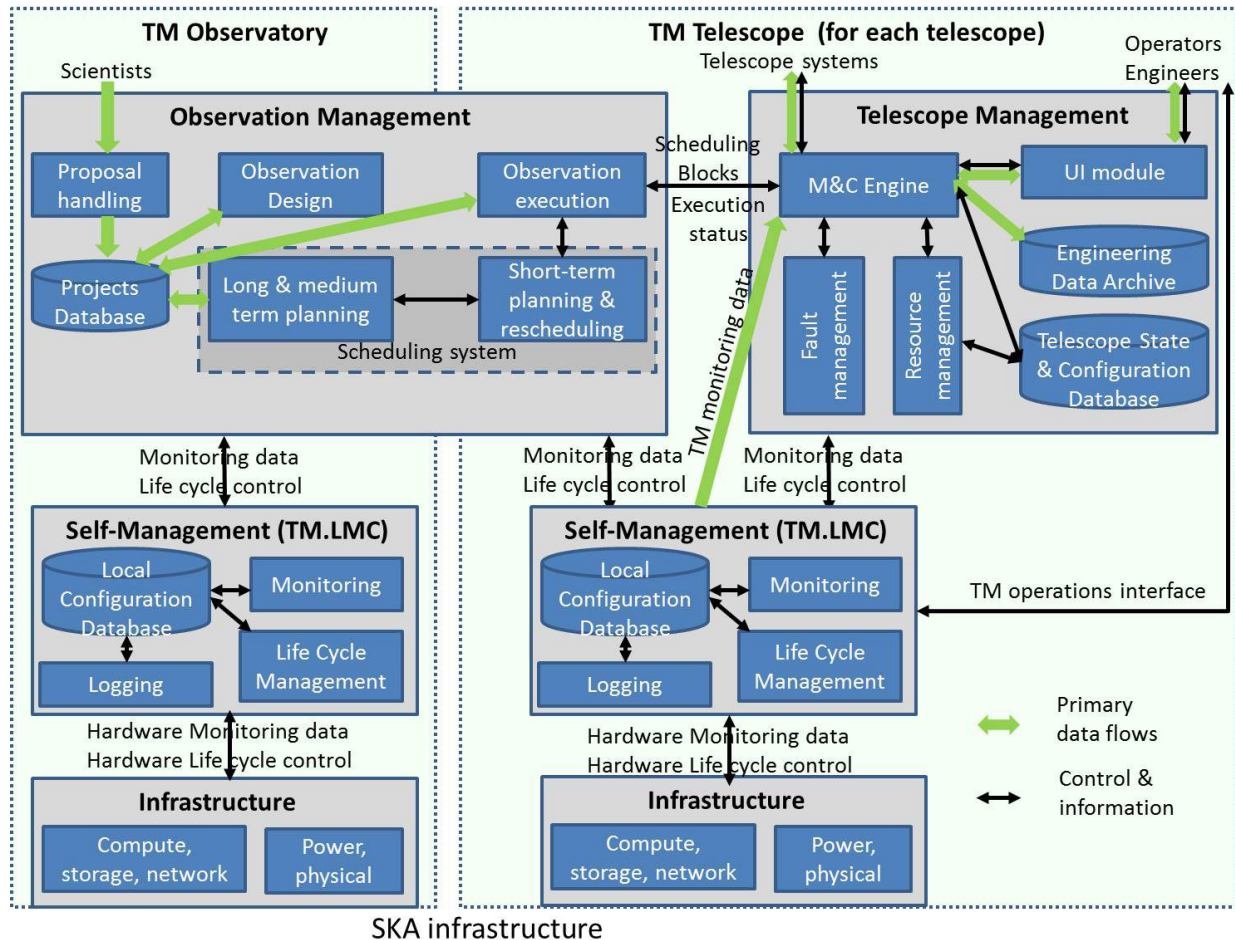 TM Observatory
TM Telescope (for each telescope)
Scientists
Telescope systems
Operators
Engineers
Observation Management
Telescope Management
Proposal
handling
Observation
Design
Observation
execution
Scheduling
Blocks
Execution
status
M&C Engine
UI module
Projects
Database
Long & medium
term planning
Short-term
planning &
rescheduling
Scheduling system
Fault
management
Resource
management
Engineering
Data Archive
Telescope State
& Configuration
Database
TM monitoring data
Monitoring data
Life cycle control
Monitoring data
Life cycle control
Monitoring data
Life cycle control
Self-Management (TM.LMC)
Local
Configuration
Database
Monitoring
Life Cycle
Management
Logging
Self-Management (TM.LMC)
Local
Configuration
Database
Monitoring
Life Cycle
Management
Logging
TM operations interface
Hardware Monitoring data
Hardware Life cycle control
Hardware Monitoring data
Hardware Life cycle control
Infrastructure
Compute,
storage, network
Power,
physical
Infrastructure
Compute,
storage, network
Power,
physical
Primary
data flows
Control &
information
SKA infrastructure